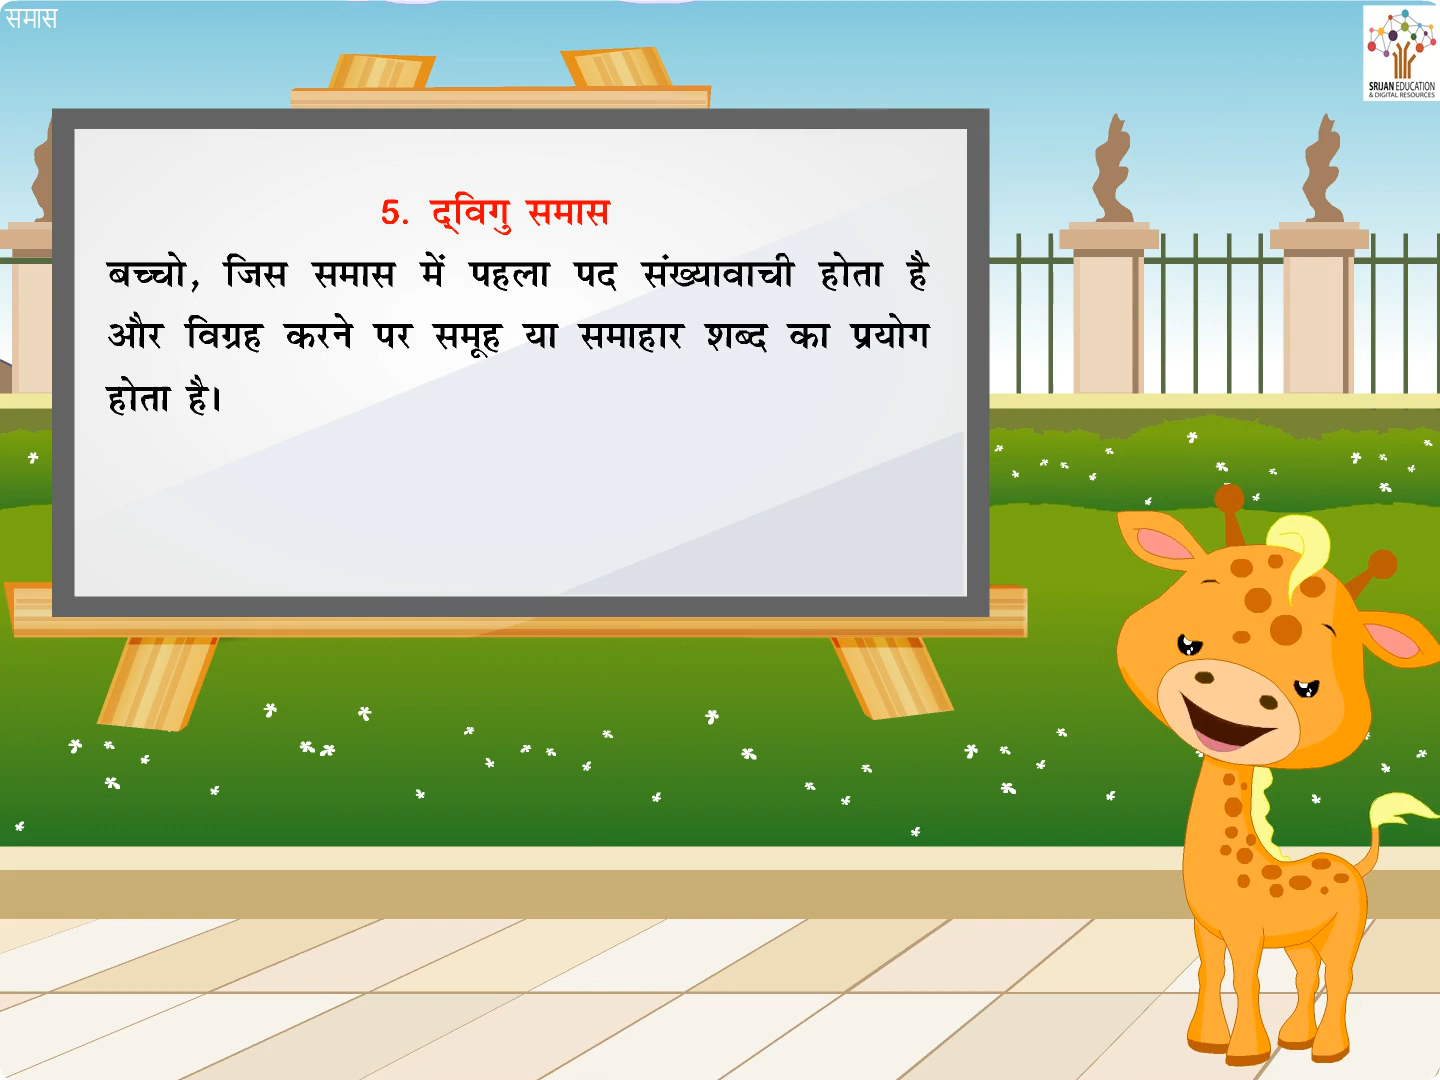 समास
SRIJAN EDUCATION
& DIGITAL RESOURCES
5. द्‌विगु समास
बच्चो, जिस समास में पहला पद संख्यावाची होता है
और विग्रह करने पर समूह या समाहार शब्द का प्रयोग
होता है।